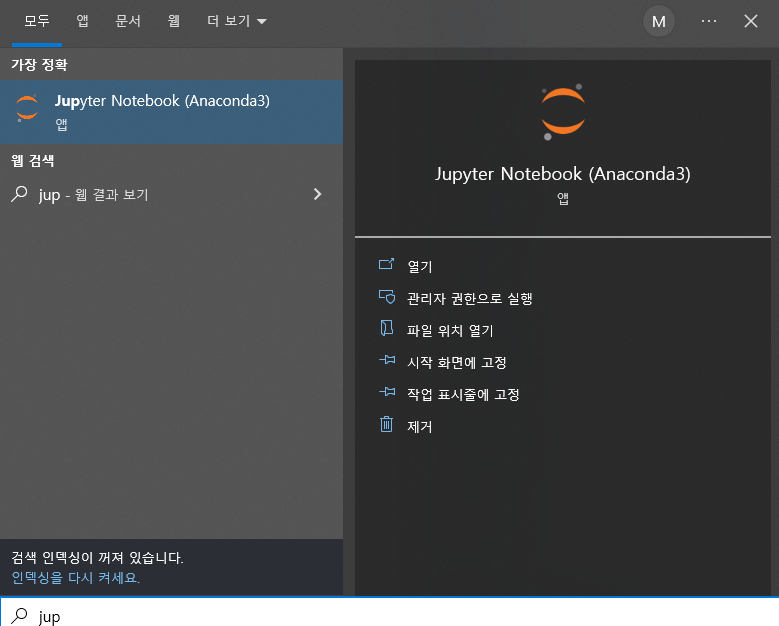 모두 앱 문서 웹 더 보기 M ···
가장 정확
Jupyter Notebook (Anaconda3)
앱
웹 검색
jup - 웹 결과 보기
Jupyter Notebook (Anaconda3)
앱
열기
관리자 권한으로 실행
파일 위치 열기
시작 화면에 고정
작업 표시줄에 고정
제거
검색 인덱싱이 꺼져 있습니다.
인덱싱을 다시 켜세요.
jup